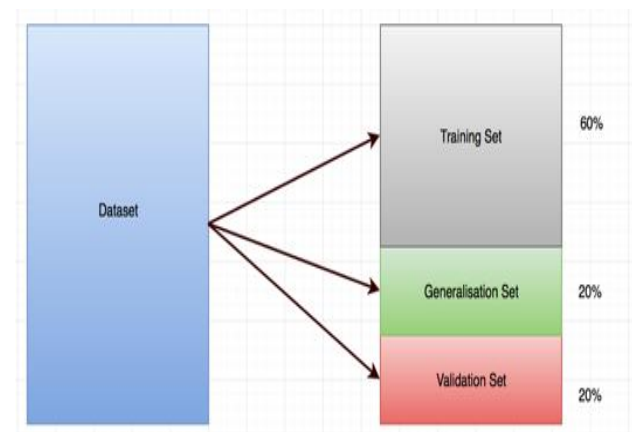 Dataset
Training Set
60%
Generalisation Set
20%
Validation Set
20%